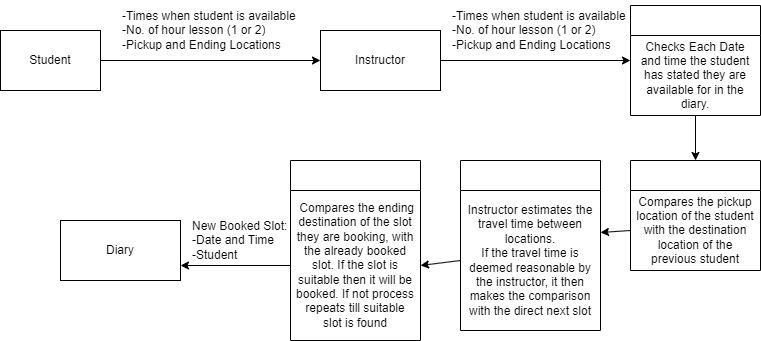 -Times when student is available
-No. of hour lesson (1 or 2)
-Pickup and Ending Locations
-Times when student is available
-No. of hour lesson (1 or 2)
-Pickup and Ending Locations
Student
Instructor
Checks Each Date
and time the student
has stated they are
available for in the
diary.
Compares the pickup
location of the student
with the destination
location of the
previous student
Instructor estimates the
travel time between
locations.
If the travel time is
deemed reasonable by
the instructor, it then
makes the comparison
with the direct next slot
Compares the ending
destination of the slot
they are booking, with
the already booked
slot. If the slot is
suitable then it will be
booked. If not process
repeats till suitable
slot is found
New Booked Slot:
-Date and Time
-Student
Diary